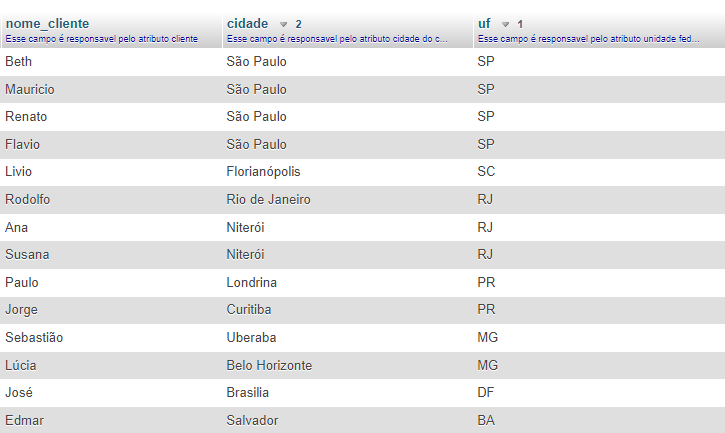 nome_cliente cidade 2 uf 1
Esse campo é responsavel pelo atributo cliente Esse campo é responsavel pelo atributo cidade do c... Esse campo é responsavel pelo atributo unidade fed...
Beth São Paulo SP
Mauricio São Paulo SP
Renato São Paulo SP
Flavio São Paulo SP
Livio Florianópolis SC
Rodolfo Rio de Janeiro RJ
Ana Niterói RJ
Susana Niterói RJ
Paulo Londrina PR
Jorge Curitiba PR
Sebastião Uberaba MG
Lúcia Belo Horizonte MG
José Brasilia DF
Edmar Salvador BA